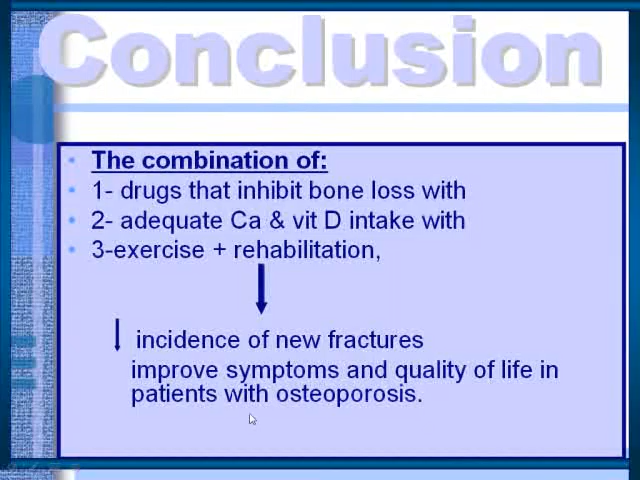 Conclusion
• The combination of:
• 1- drugs that inhibit bone loss with
• 2- adequate Ca & vit D intake with
• 3-exercise + rehabilitation,
↓ incidence of new fractures
improve symptoms and quality of life in
patients with osteoporosis.